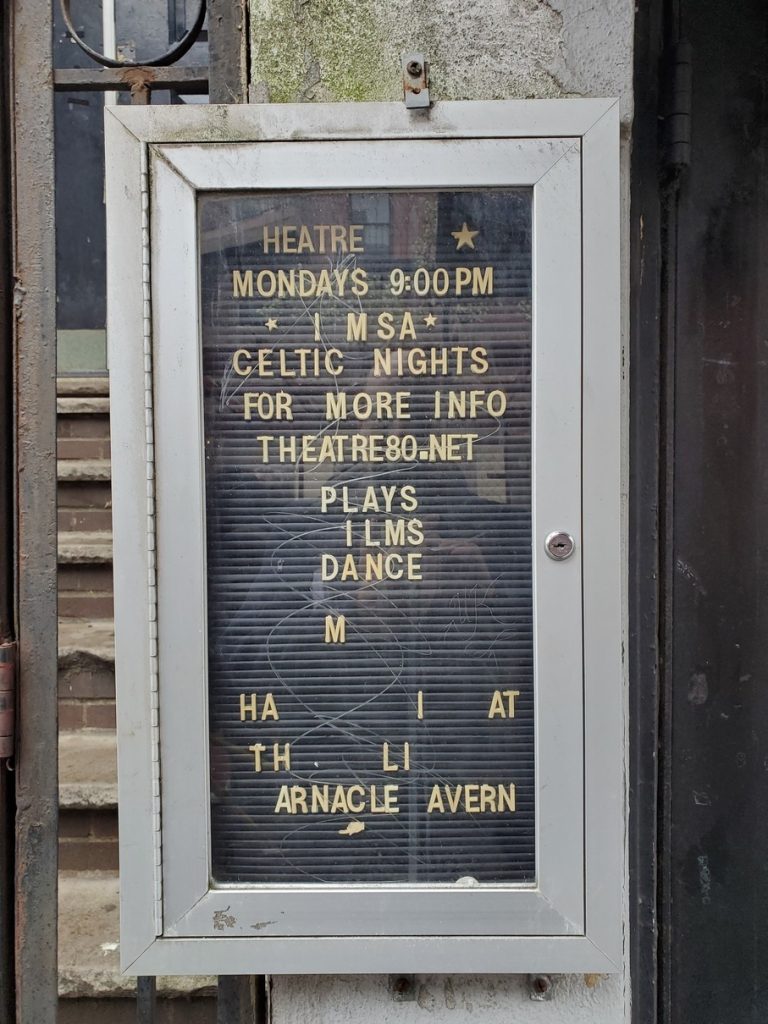 HEATRE
MONDAYS 9:00PM
I MSA
CELTIC NIGHTS
FOR MORE INFO
THEATRE80.NET
PLAYS
ILMS
DANCE
M
HA I AT
TH LI
ARNACLE AVERN